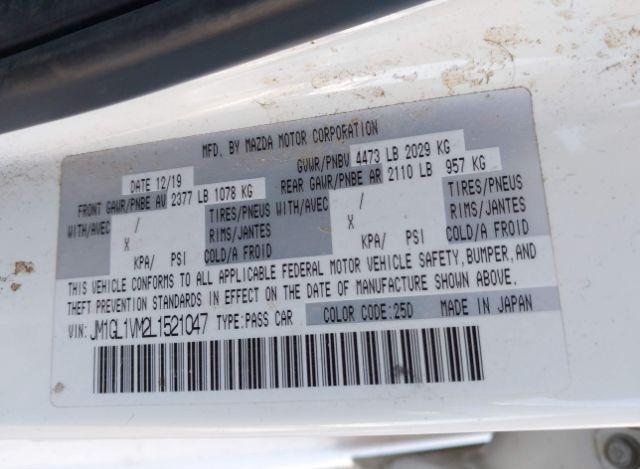 MFD. BY MAZDA MOTOR CORPORATION
DATE 12/19 GVWR/PNBV 4473 LB 2029 KG
FRONT GAWR/PNBE AV 2377 LB 1078 KG REAR GAWR/PNBE AR 2110 LB 957 KG
WITH/AVEC / TIRES/PNEUS WITH/AVEC / TIRES/PNEUS
X RIMS/JANTES X RIMS/JANTES
KPA/ PSI COLD/A FROID KPA/ PSI COLD/A FROID
THIS VEHICLE CONFORMS TO ALL APPLICABLE FEDERAL MOTOR VEHICLE SAFETY, BUMPER, AND
THEFT PREVENTION STANDARDS IN EFFECT ON THE DATE OF MANUFACTURE SHOWN ABOVE.
VIN: JM1GL1VM2L1521047 TYPE:PASS CAR COLOR CODE:25D MADE IN JAPAN